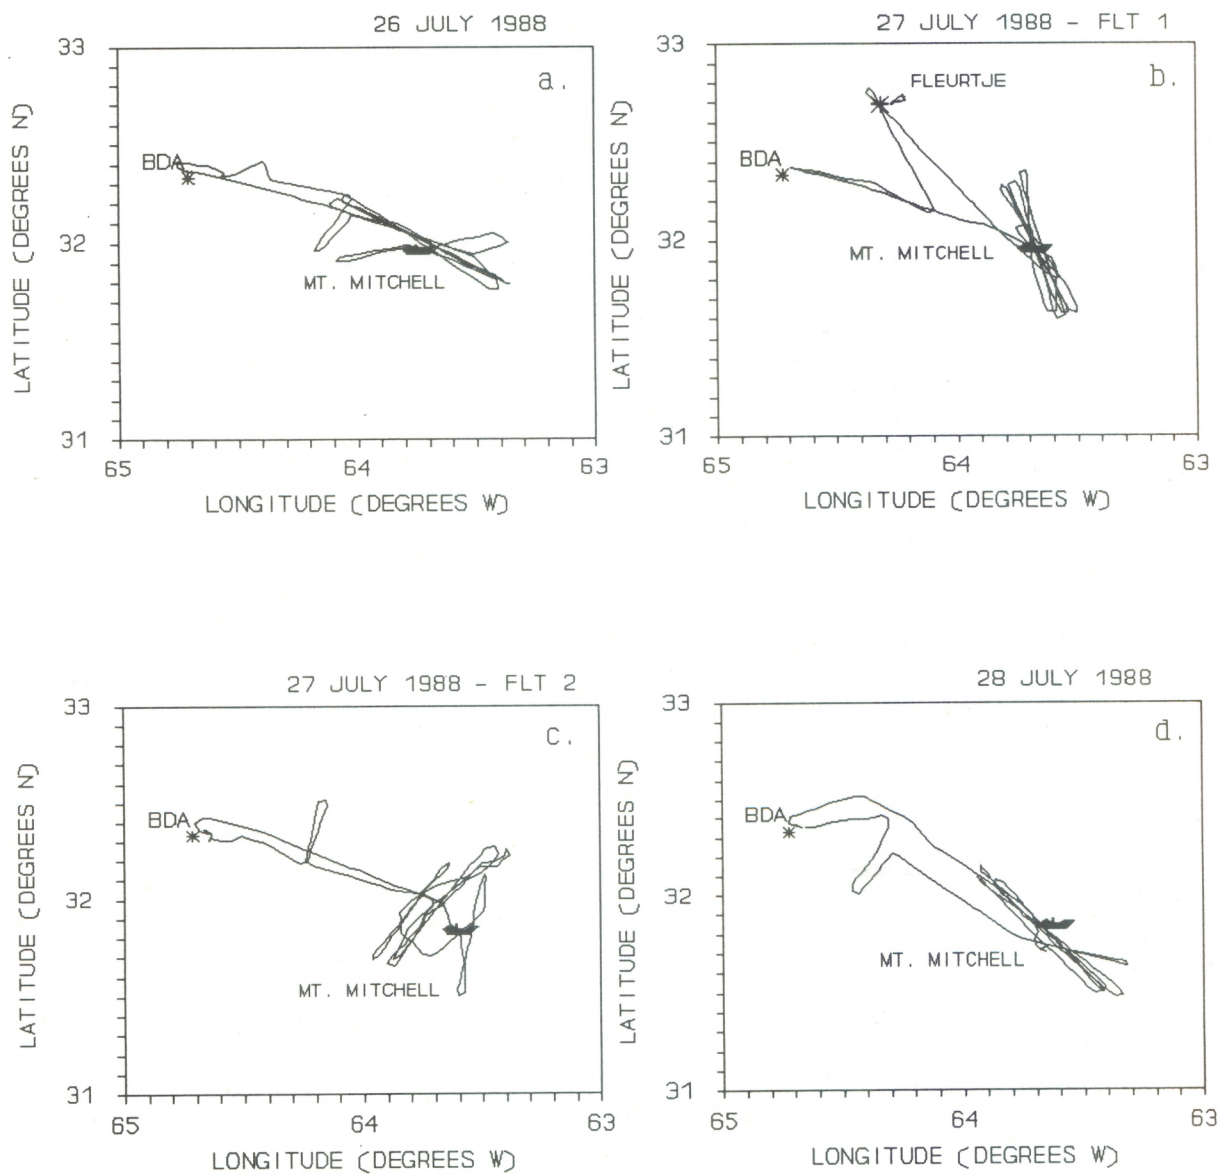 26 JULY 1988
33
a.
BDA
32
MT. MITCHELL
31
65
64
63
LATITUDE (DEGREES N)
LONGITUDE (DEGREES W)
27 JULY 1988 - FLT 1
33
b.
FLEURTJE
BDA
32
MT. MITCHELL
31
65
64
63
LATITUDE (DEGREES N)
LONGITUDE (DEGREES W)
27 JULY 1988 - FLT 2
33
c.
BDA
32
MT. MITCHELL
31
65
64
63
LATITUDE (DEGREES N)
LONGITUDE (DEGREES W)
28 JULY 1988
33
d.
BDA
32
MT. MITCHELL
31
65
64
63
LATITUDE (DEGREES N)
LONGITUDE (DEGREES W)